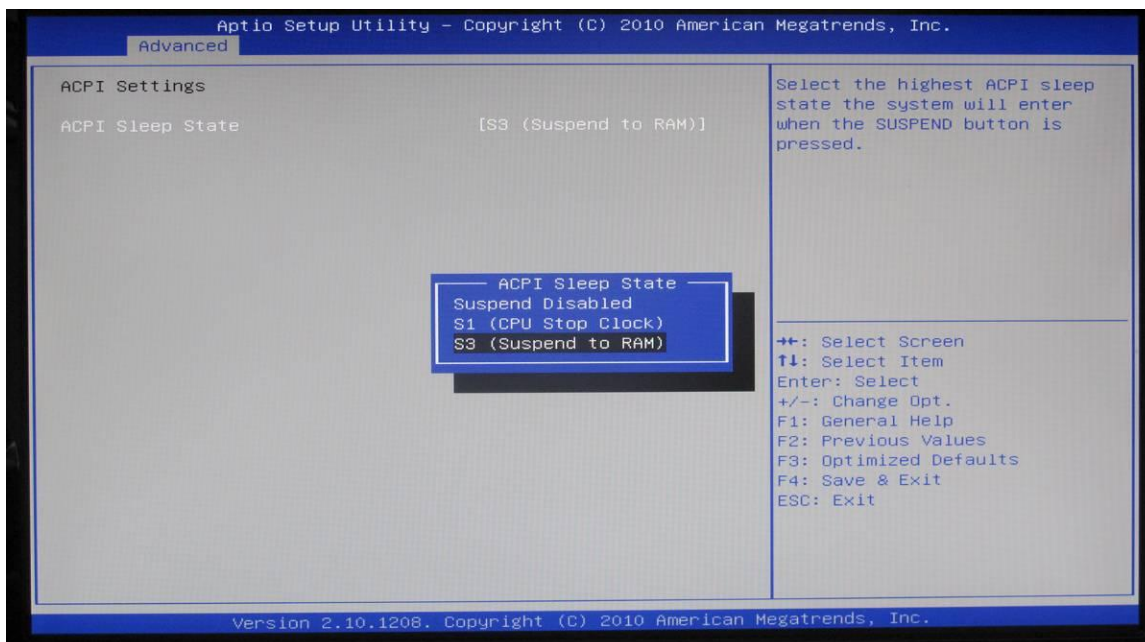 Aptio Setup Utility – Copyright (C) 2010 American Megatrends, Inc.
Advanced
ACPI Settings
ACPI Sleep State [S3 (Suspend to RAM)]
ACPI Sleep State
Suspend Disabled
S1 (CPU Stop Clock)
S3 (Suspend to RAM)
Select the highest ACPI sleep
state the system will enter
when the SUSPEND button is
pressed.
→←: Select Screen
↑↓: Select Item
Enter: Select
+/-: Change Opt.
F1: General Help
F2: Previous Values
F3: Optimized Defaults
F4: Save & Exit
ESC: Exit
Version 2.10.1208. Copyright (C) 2010 American Megatrends, Inc.